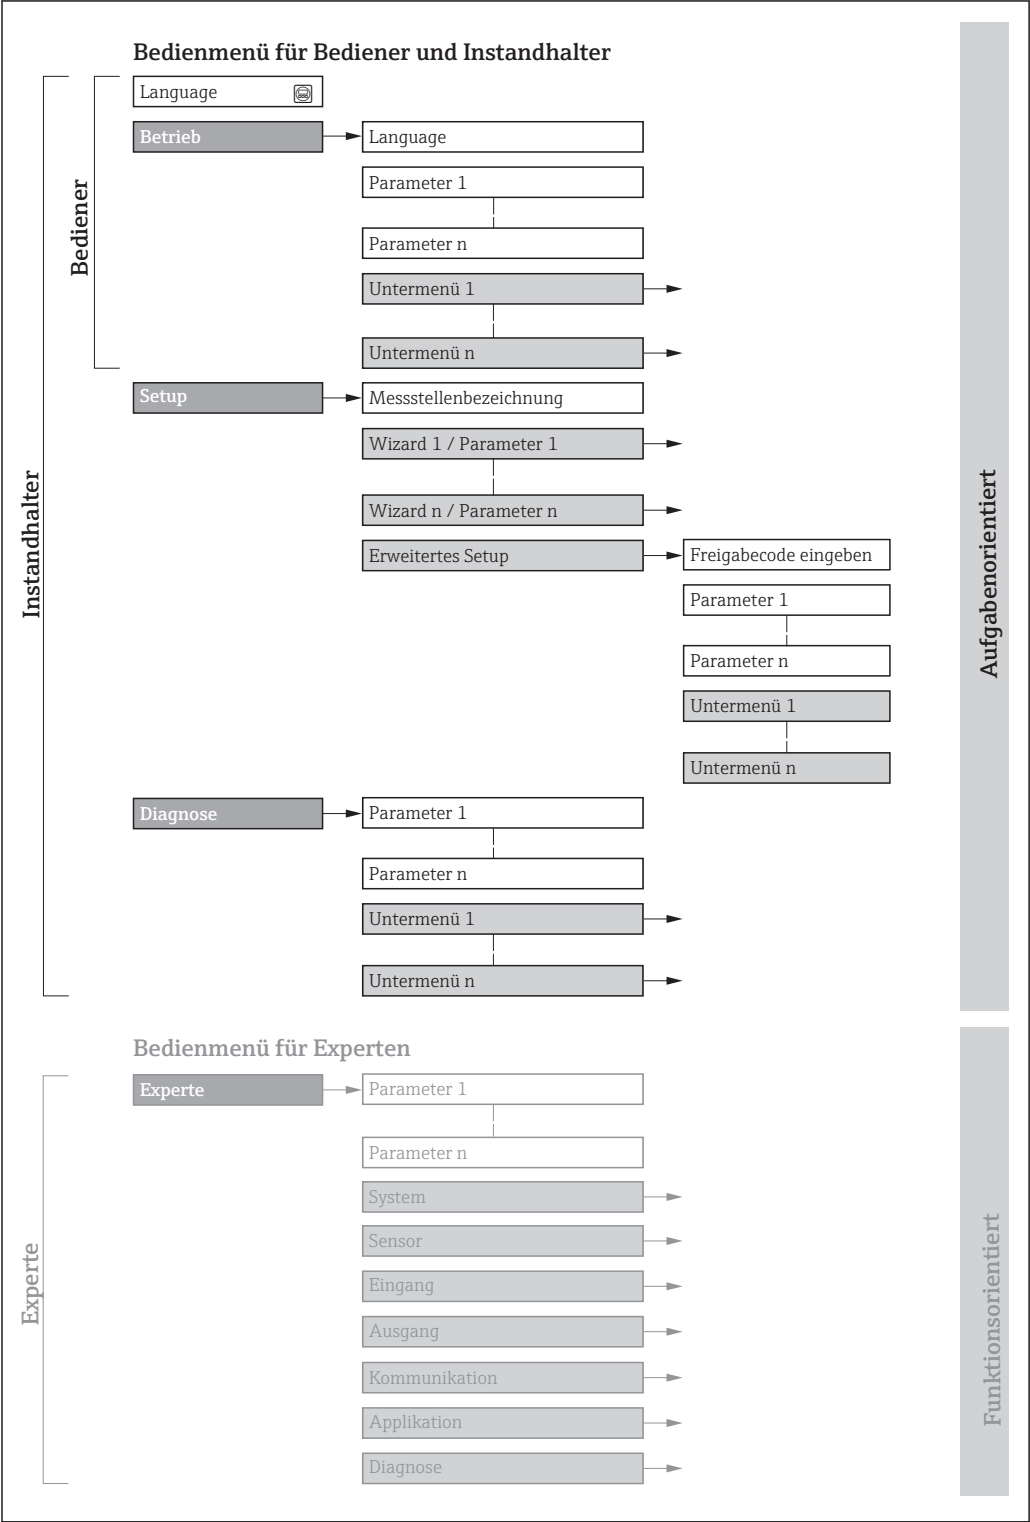 Bedienmenü für Bediener und Instandhalter
Language
Betrieb
Language
Parameter 1
Parameter n
Untermenü 1
Untermenü n
Bediener
Setup
Messstellenbezeichnung
Wizard 1 / Parameter 1
Wizard n / Parameter n
Erweitertes Setup
Freigabecode eingeben
Parameter 1
Parameter n
Untermenü 1
Untermenü n
Instandhalter
Aufgabenorientiert
Diagnose
Parameter 1
Parameter n
Untermenü 1
Untermenü n
Bedienmenü für Experten
Experte
Parameter 1
Parameter n
System
Sensor
Eingang
Ausgang
Kommunikation
Applikation
Diagnose
Experte
Funktionsorientiert